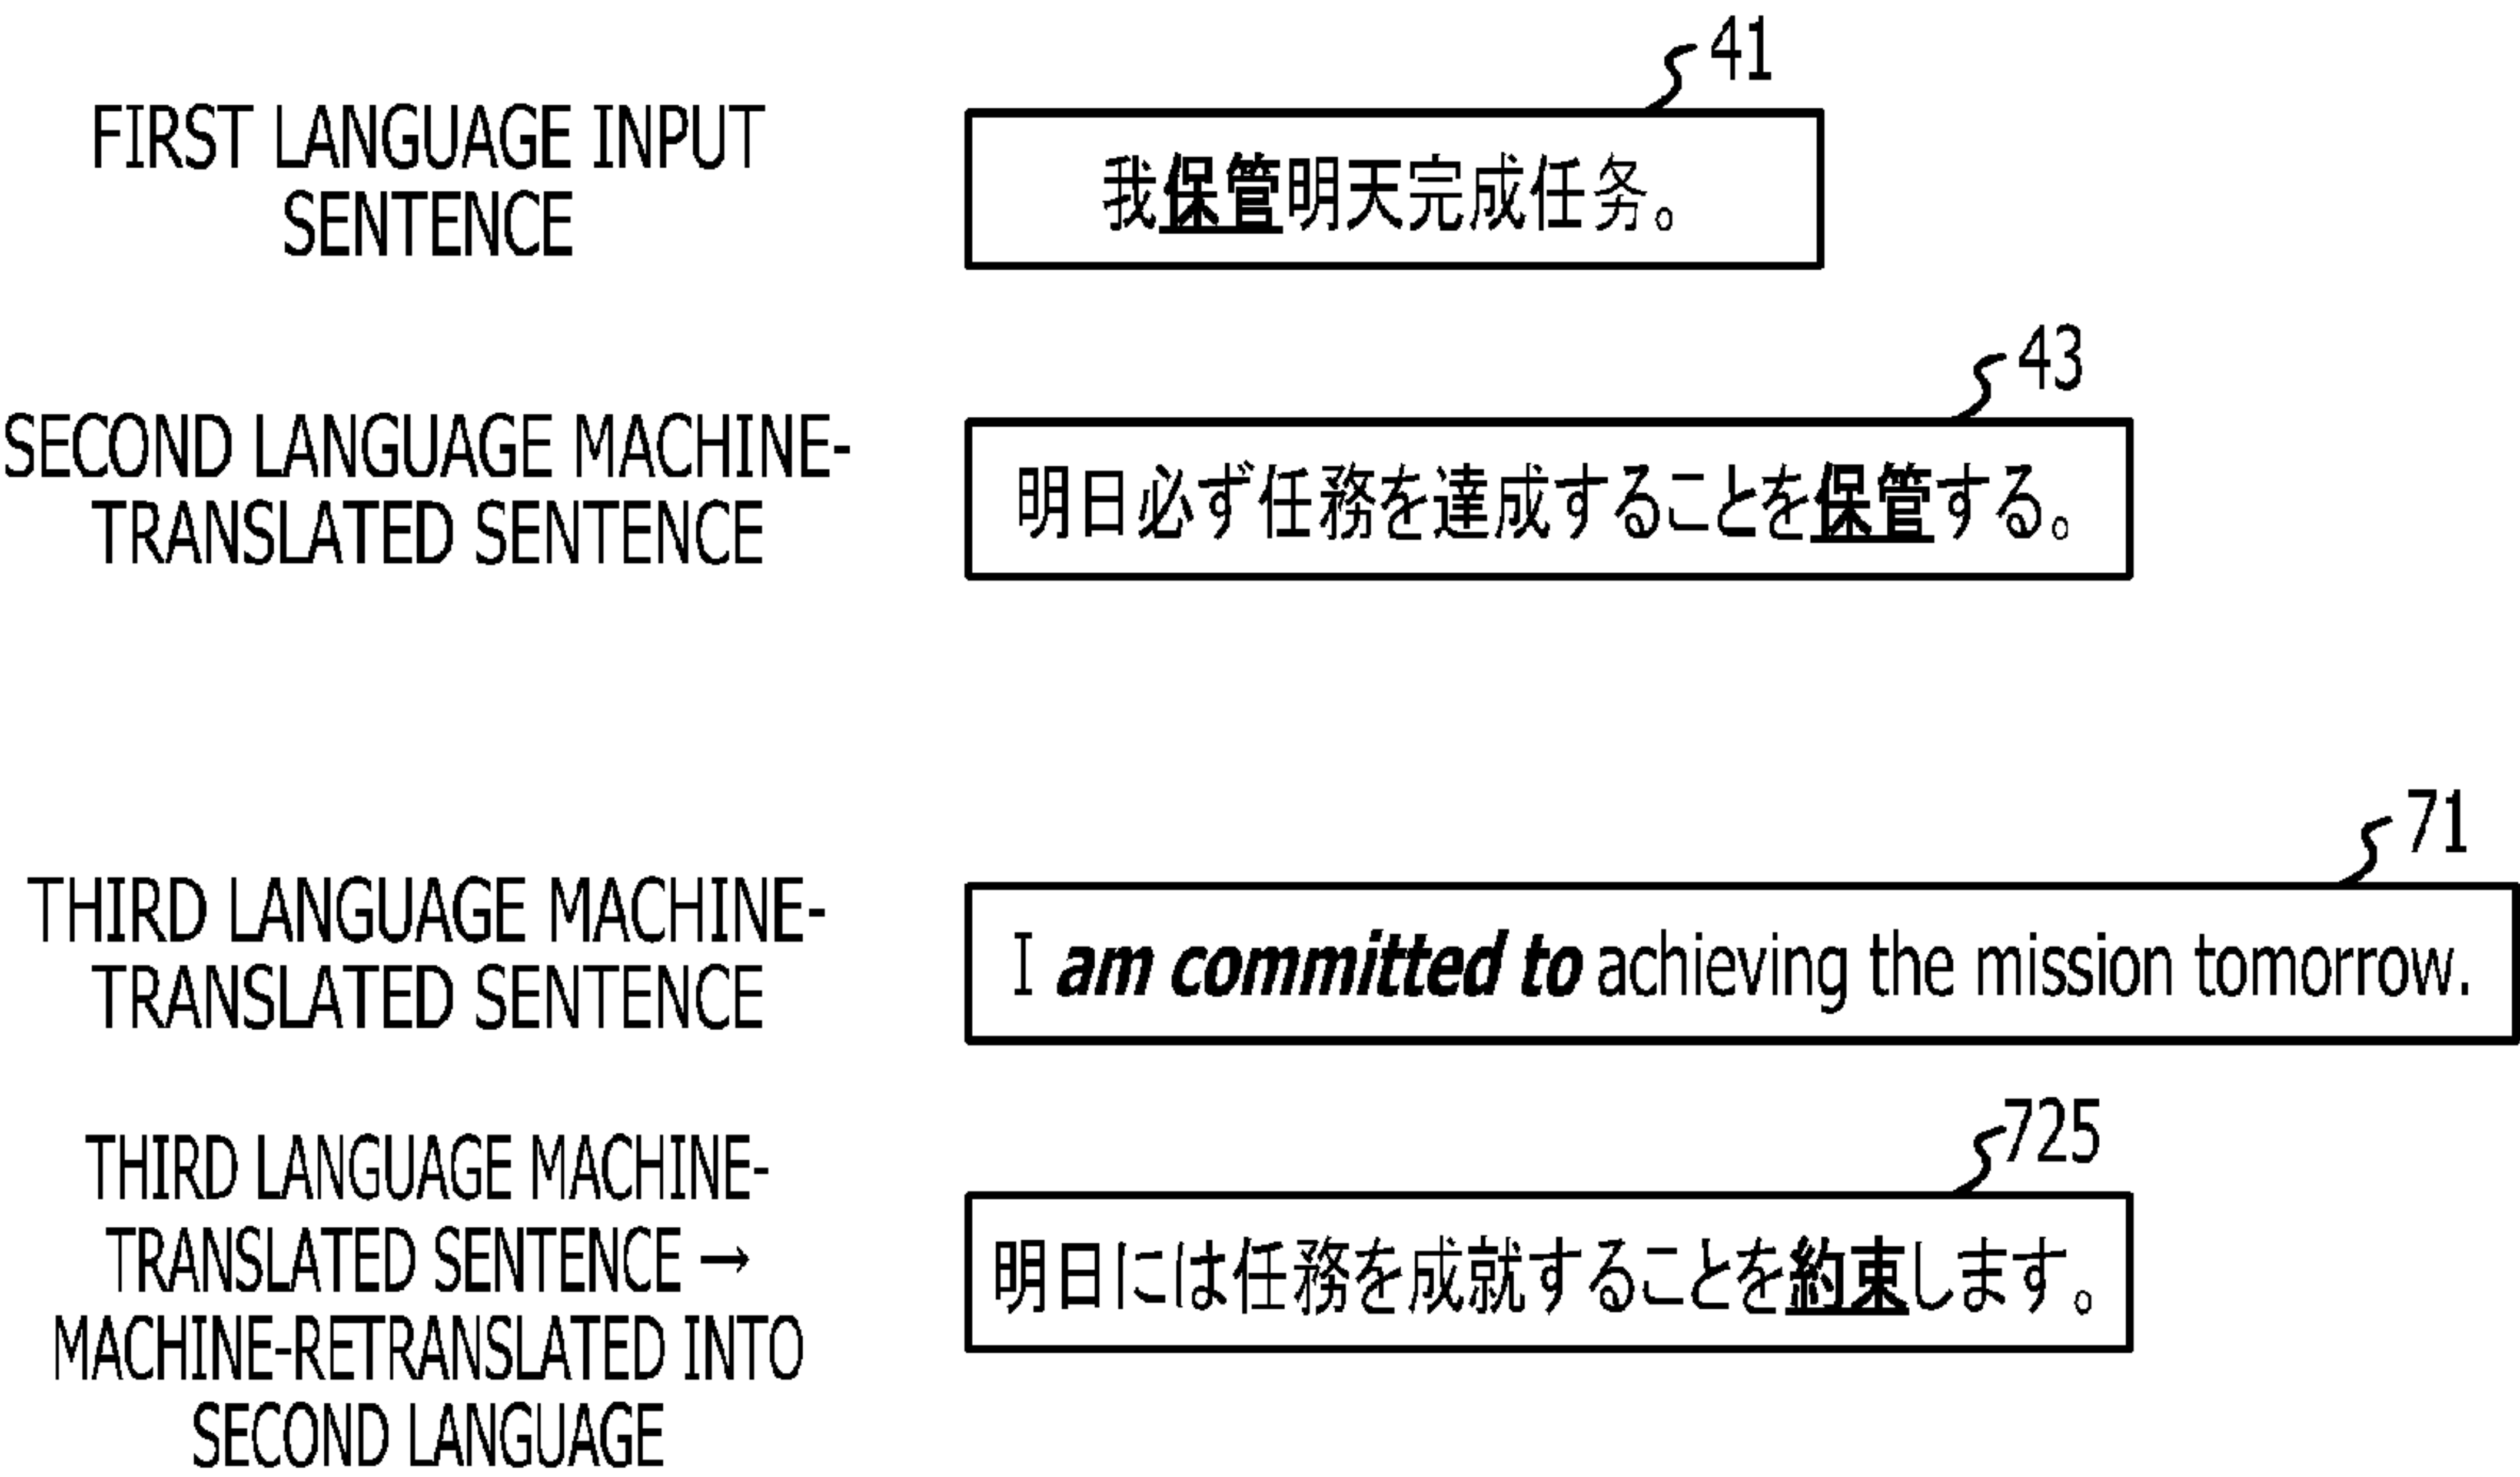 41
FIRST LANGUAGE INPUT
SENTENCE
我保管明天完成任务。
43
SECOND LANGUAGE MACHINE-
TRANSLATED SENTENCE
明日必ず任務を達成することを保管する。
71
THIRD LANGUAGE MACHINE-
TRANSLATED SENTENCE
I am committed to achieving the mission tomorrow.
725
THIRD LANGUAGE MACHINE-
TRANSLATED SENTENCE →
MACHINE-RETRANSLATED INTO
SECOND LANGUAGE
明日には任務を成就することを約束します。